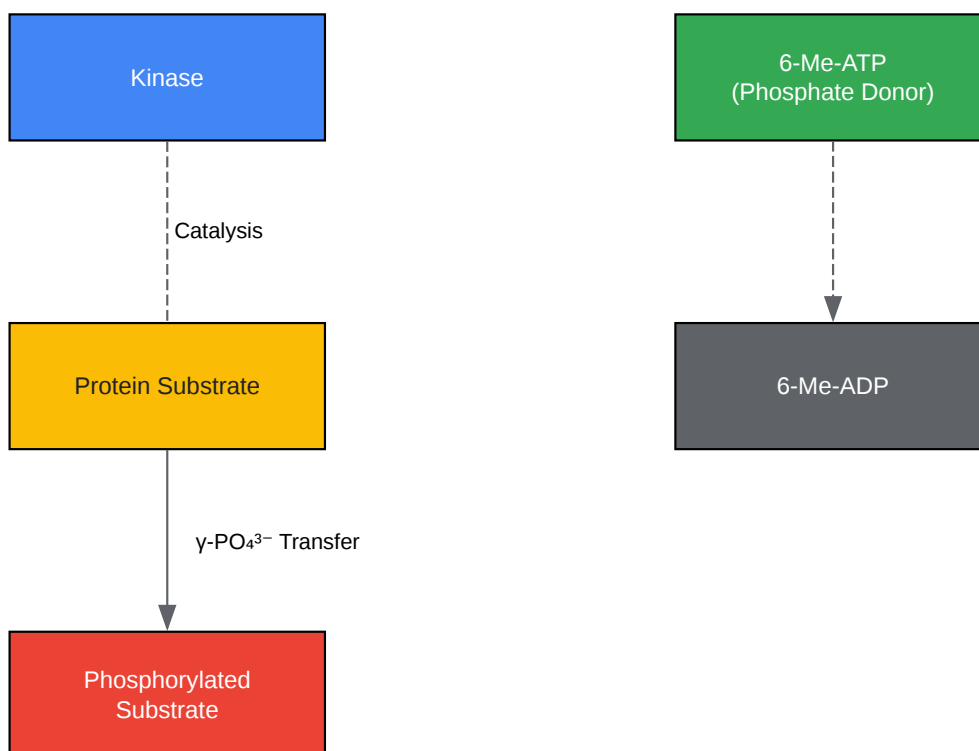 Kinase
6-Me-ATP
(Phosphate Donor)
Catalysis
Protein Substrate
6-Me-ADP
γ-PO₄³⁻ Transfer
Phosphorylated
Substrate